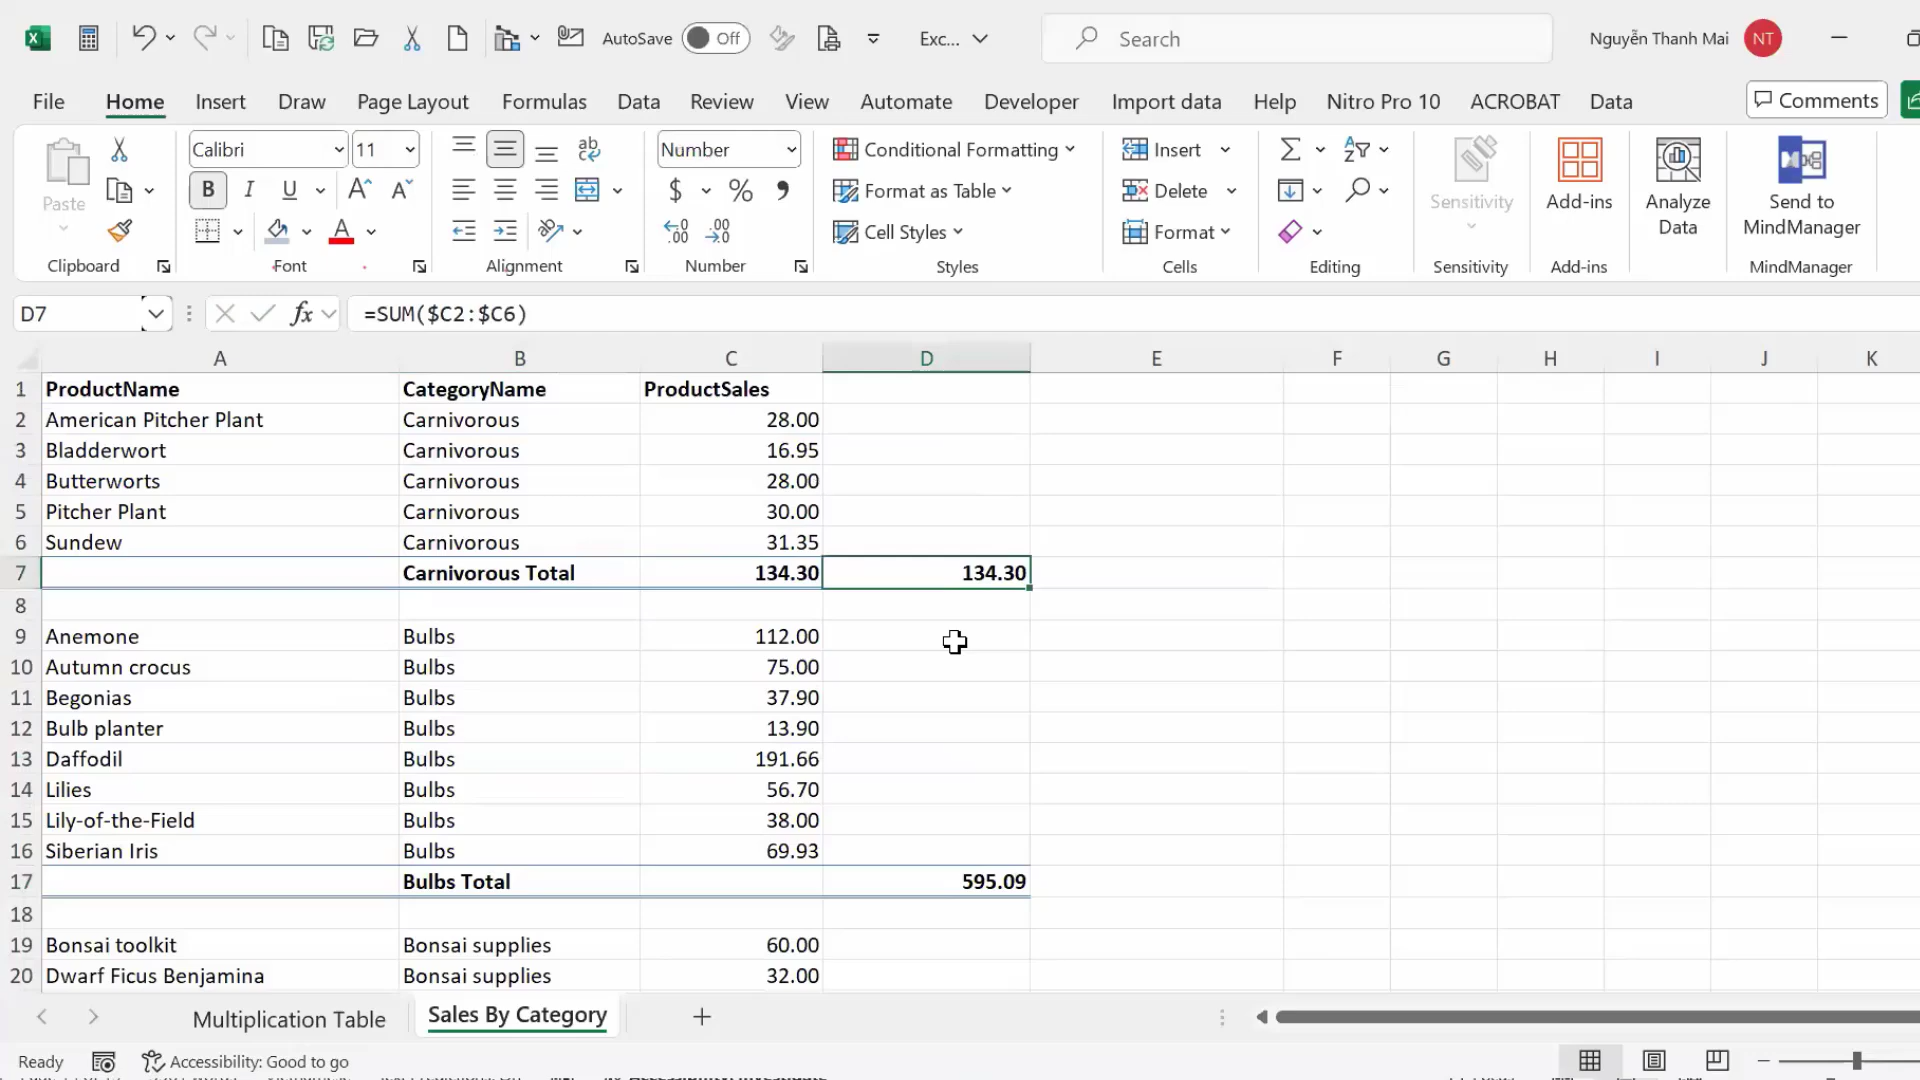 AutoSave Off Exc... Search Nguyễn Thanh Mai NT
File Home Insert Draw Page Layout Formulas Data Review View Automate Developer Import data Help Nitro Pro 10 ACROBAT Data Comments
Paste
Clipboard
Calibri 11
B I U A A
A
Font
ab
Alignment
Number
$ % 9
.00 .00
Number
Conditional Formatting
Format as Table
Cell Styles
Styles
Insert
Delete
Format
Cells
Editing
Sensitivity
Sensitivity
Add-ins
Add-ins
Analyze
Data
Send to
MindManager
MindManager
D7 fx =SUM($C2:$C6)
A B C D E F G H I J K
1 ProductName CategoryName ProductSales
2 American Pitcher Plant Carnivorous 28.00
3 Bladderwort Carnivorous 16.95
4 Butterworts Carnivorous 28.00
5 Pitcher Plant Carnivorous 30.00
6 Sundew Carnivorous 31.35
7 Carnivorous Total 134.30 134.30
8
9 Anemone Bulbs 112.00
10 Autumn crocus Bulbs 75.00
11 Begonias Bulbs 37.90
12 Bulb planter Bulbs 13.90
13 Daffodil Bulbs 191.66
14 Lilies Bulbs 56.70
15 Lily-of-the-Field Bulbs 38.00
16 Siberian Iris Bulbs 69.93
17 Bulbs Total 595.09
18
19 Bonsai toolkit Bonsai supplies 60.00
20 Dwarf Ficus Benjamina Bonsai supplies 32.00
Multiplication Table Sales By Category
Ready Accessibility: Good to go